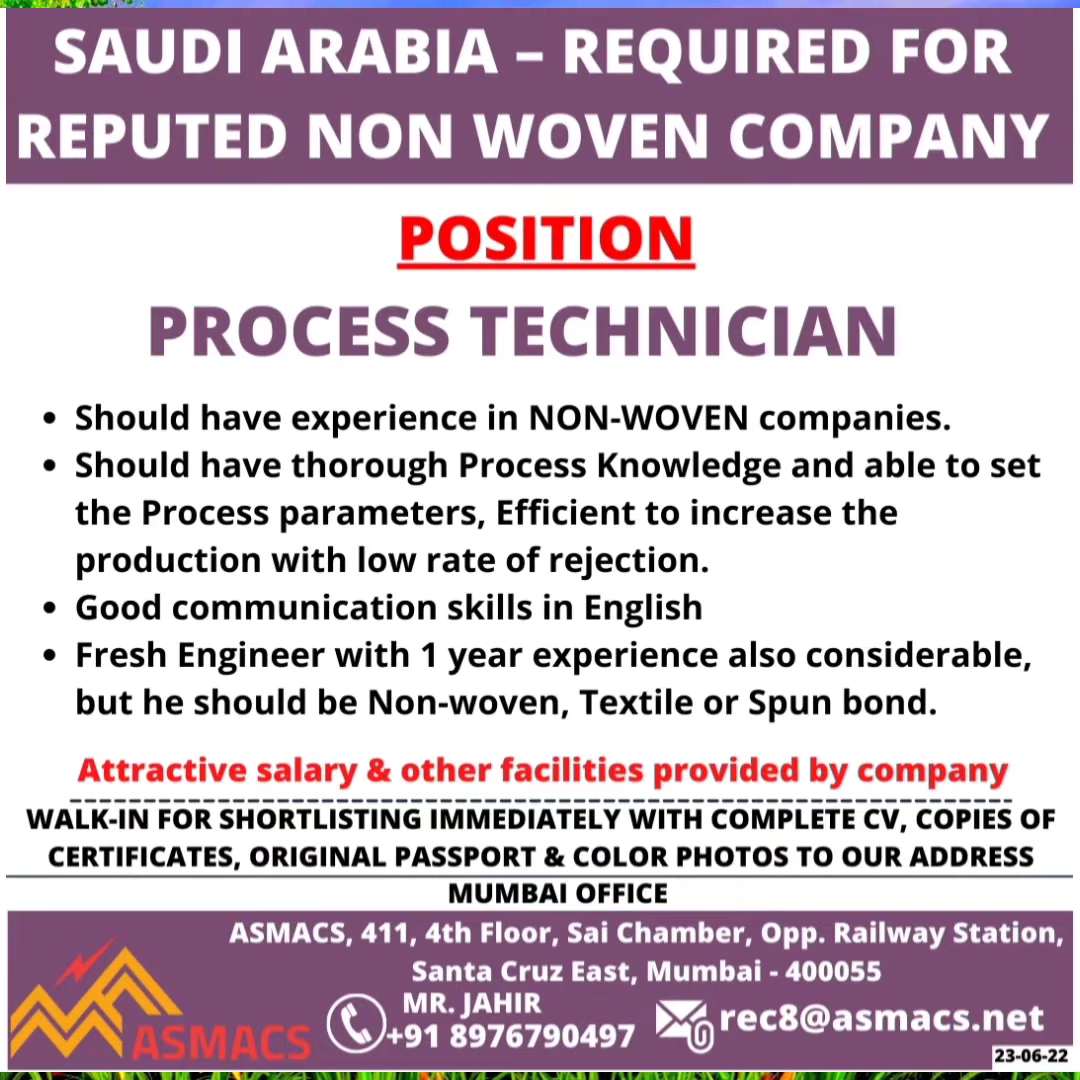 SAUDI ARABIA – REQUIRED FOR
REPUTED NON WOVEN COMPANY
POSITION
PROCESS TECHNICIAN
• Should have experience in NON-WOVEN companies.
• Should have thorough Process Knowledge and able to set
the Process parameters, Efficient to increase the
production with low rate of rejection.
• Good communication skills in English
• Fresh Engineer with 1 year experience also considerable,
but he should be Non-woven, Textile or Spun bond.
Attractive salary & other facilities provided by company
WALK-IN FOR SHORTLISTING IMMEDIATELY WITH COMPLETE CV, COPIES OF
CERTIFICATES, ORIGINAL PASSPORT & COLOR PHOTOS TO OUR ADDRESS
MUMBAI OFFICE
ASMACS, 411, 4th Floor, Sai Chamber, Opp. Railway Station,
Santa Cruz East, Mumbai - 400055
MR. JAHIR
+91 8976790497
rec8@asmacs.net
ASMACS
23-06-22